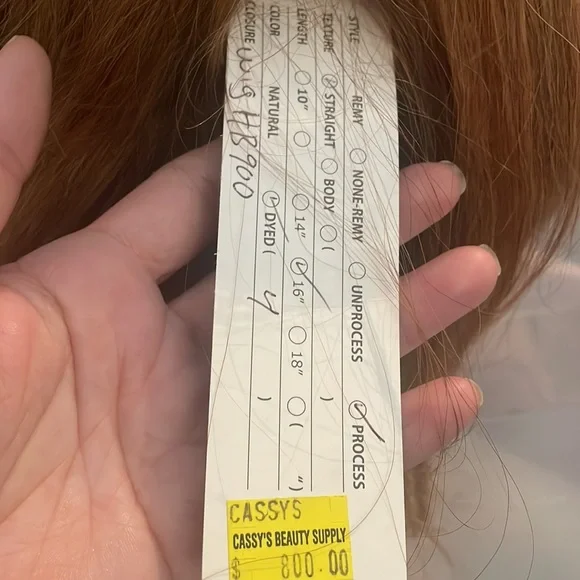 STYLE REMY ○ NONE-REMY ○ UNPROCESS ✓ PROCESS
TEXTURE ✓ STRAIGHT ○ BODY ○ ( )
LENGTH ○ 10" ○ ○ 14" ✓ 16" ○ 18" ○ ( ")
COLOR NATURAL ✓ DYED ( 4 )
CLOSURE wig HB900
CASSYS
CASSY'S BEAUTY SUPPLY
$ 800.00